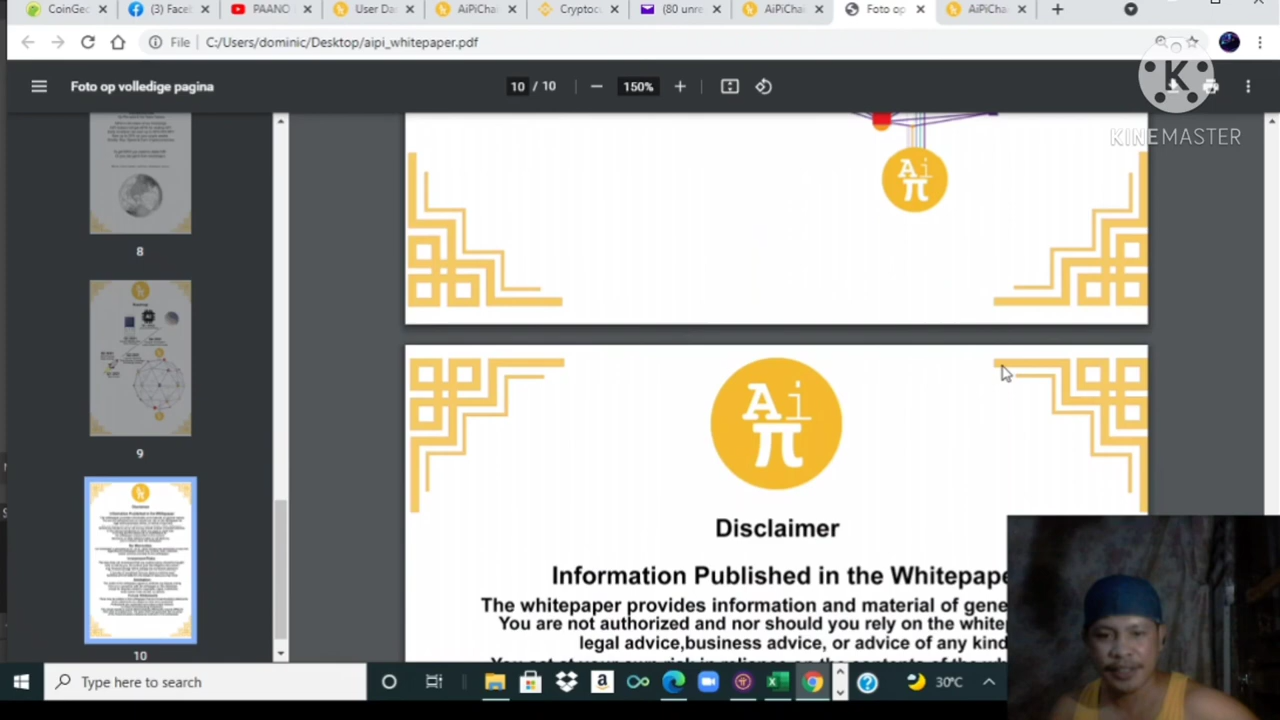 CoinGec
(3) Faceb
PAANO
User Da
AiPiCha
Cryptoc
(80 unre
AiPiCha
Foto op
AiPiCha
File
C:/Users/dominic/Desktop/aipi_whitepaper.pdf
Foto op volledige pagina
10 / 10
150%
K
KINEMASTER
8
9
10
Ai
π
Ai
π
Disclaimer
Information Published in the Whitepape
The whitepaper provides information and material of gene
You are not authorized and nor should you rely on the white
legal advice,business advice, or advice of any kind
Type here to search
30°C